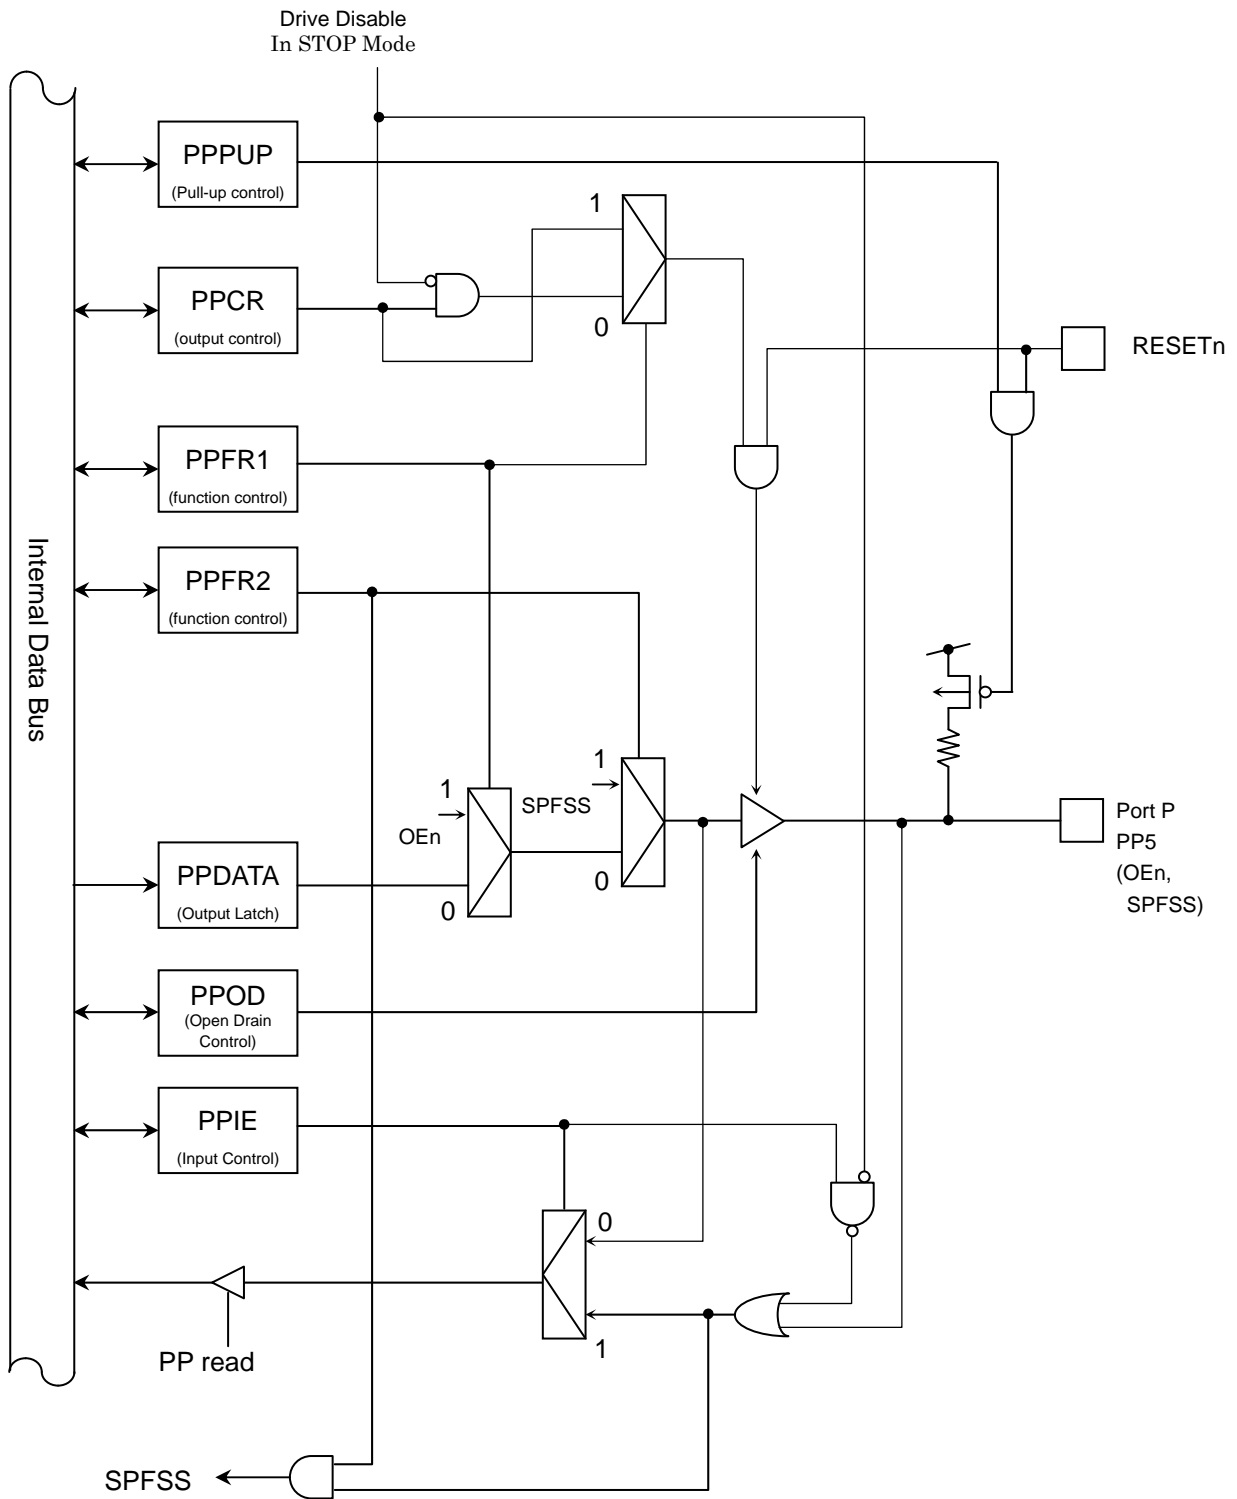 Drive Disable
In STOP Mode
PPPUP
(Pull-up control)
1
PPCR
(output control)
0
RESETn
PPFR1
(function control)
Internal Data Bus
PPFR2
(function control)
1
SPFSS
1
OEn
Port P
PP5
(OEn,
SPFSS)
PPDATA
(Output Latch)
0
0
PPOD
(Open Drain
Control)
PPIE
(Input Control)
0
1
PP read
SPFSS